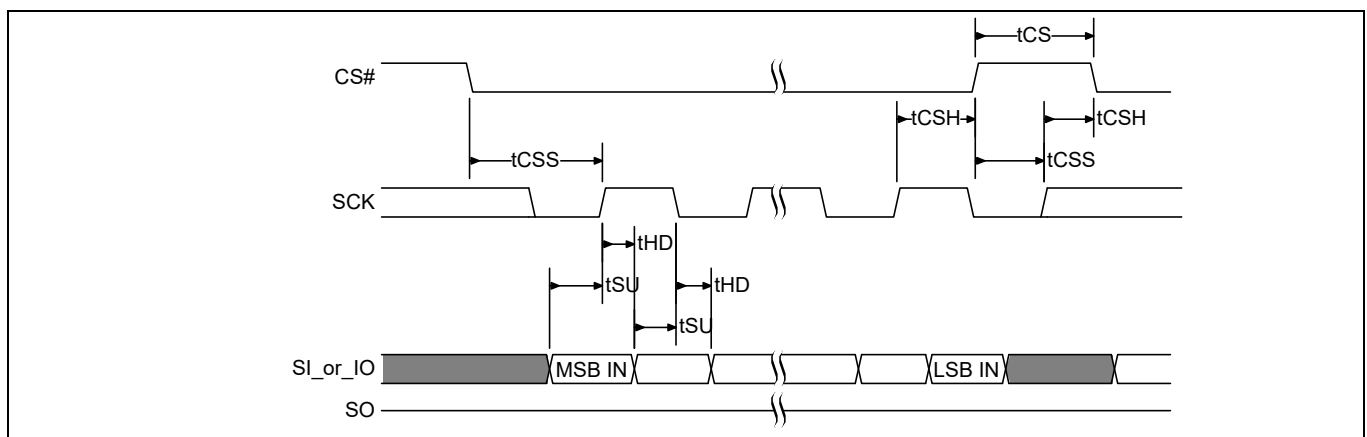 tCS
CS#
tCSH
tCSH
tCSS
tCSS
SCK
tHD
tSU
tHD
tSU
SI_or_IO
MSB IN
LSB IN
SO